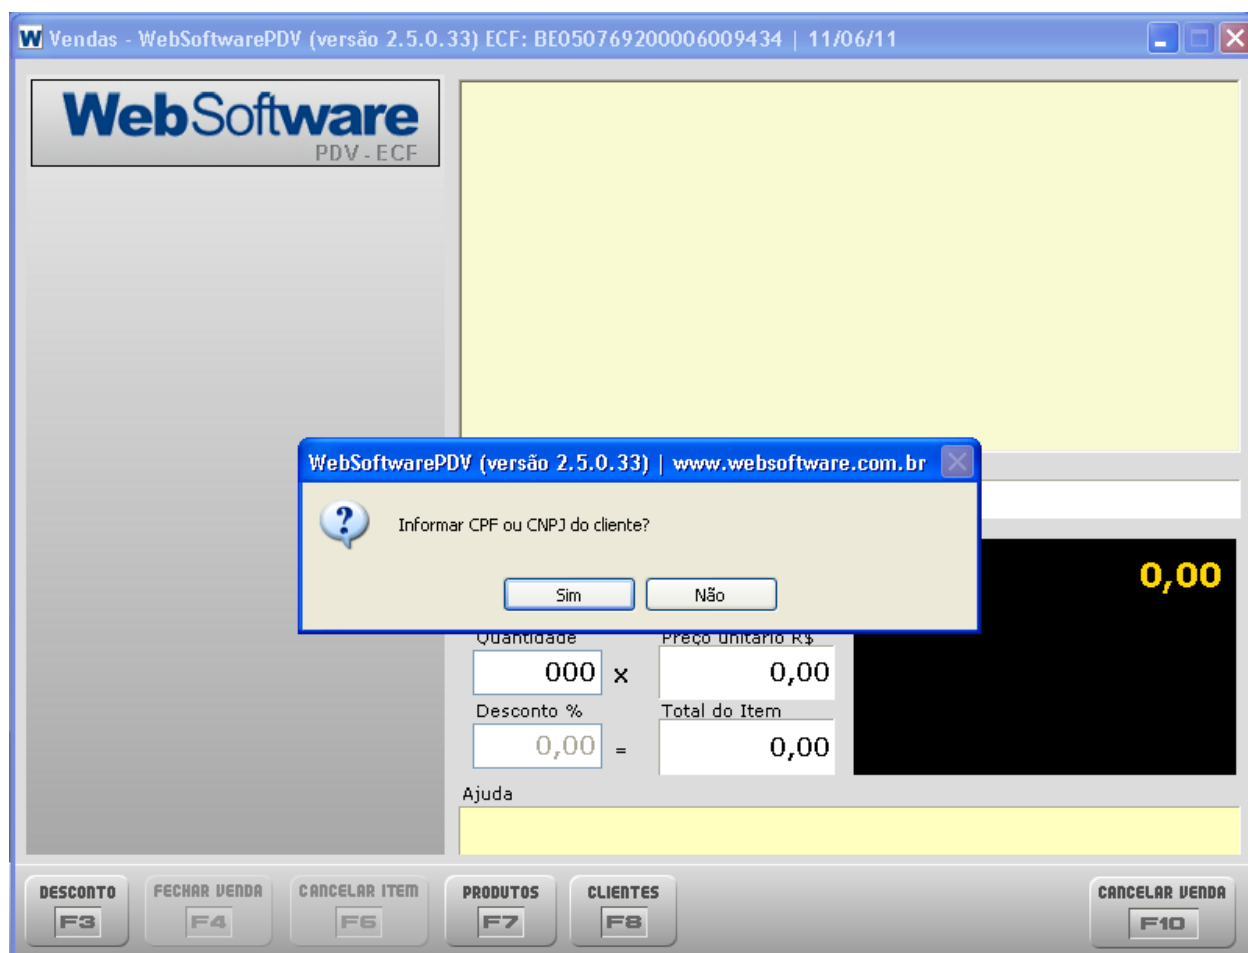 W Vendas - WebSoftwarePDV (versão 2.5.0.33) ECF: BE050769200006009434 | 11/06/11
WebSoftware
PDV - ECF
WebSoftwarePDV (versão 2.5.0.33) | www.websoftware.com.br
Informar CPF ou CNPJ do cliente?
Sim Não
0,00
Quantidade Preço unitário R$
000 x 0,00
Desconto % Total do Item
0,00 = 0,00
Ajuda
DESCONTO FECHAR VENDA CANCELAR ITEM PRODUTOS CLIENTES CANCELAR VENDA
F3 F4 F6 F7 F8 F10